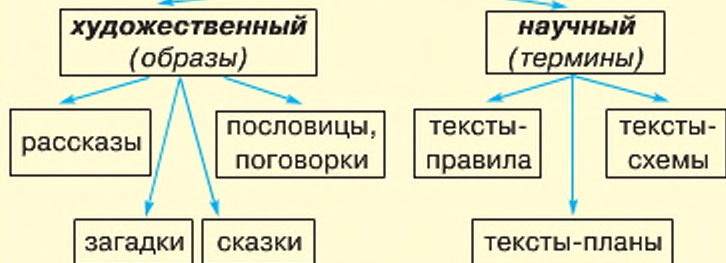 художественный
(образы)
научный
(термины)
рассказы
пословицы,
поговорки
тексты-
правила
тексты-
схемы
загадки
сказки
тексты-планы